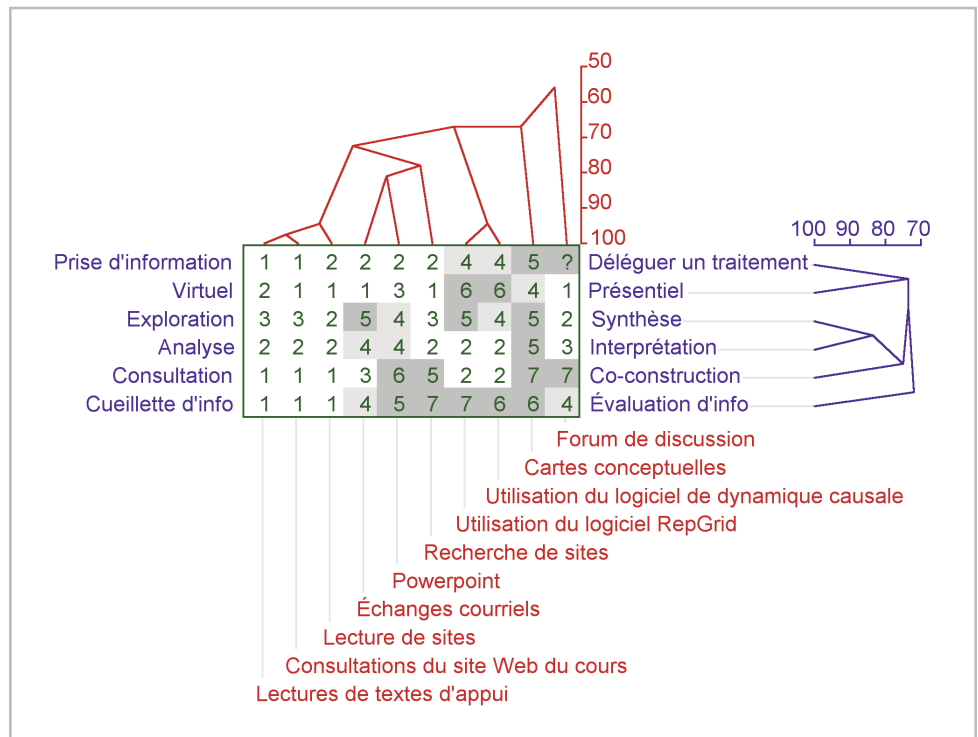 50
60
70
80
90
100
100 90 80 70
Prise d'information 1 1 2 2 2 2 4 4 5 ? Déléguer un traitement
Virtuel 2 1 1 1 3 1 6 6 4 1 Présentiel
Exploration 3 3 2 5 4 3 5 4 5 2 Synthèse
Analyse 2 2 2 4 4 2 2 2 5 3 Interprétation
Consultation 1 1 1 3 6 5 2 2 7 7 Co-construction
Cueillette d'info 1 1 1 4 5 7 7 6 6 4 Évaluation d'info
Forum de discussion
Cartes conceptuelles
Utilisation du logiciel de dynamique causale
Utilisation du logiciel RepGrid
Recherche de sites
Powerpoint
Échanges courriels
Lecture de sites
Consultations du site Web du cours
Lectures de textes d'appui